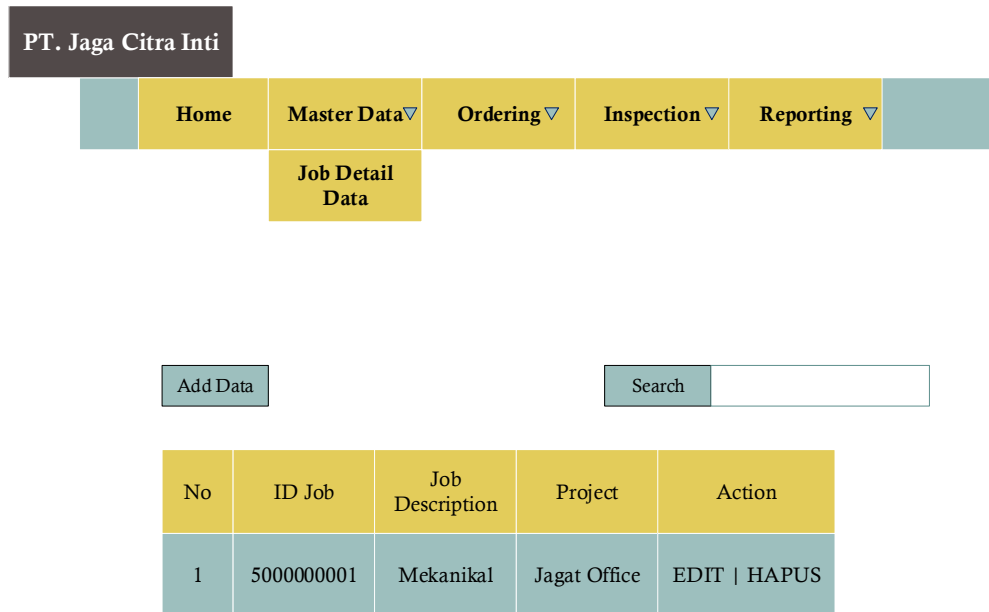 PT. Jaga Citra Inti
Home Master Data Ordering Inspection Reporting
Job Detail
Data
Add Data Search
No ID Job Job Description Project Action
1 5000000001 Mekanikal Jagat Office EDIT | HAPUS